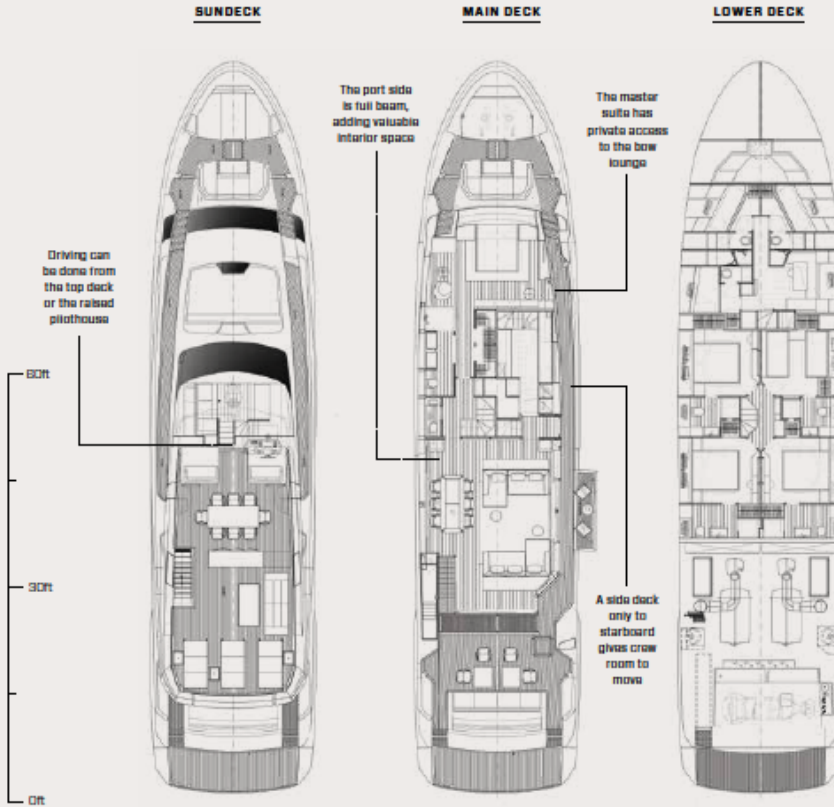 SUNDECK
MAIN DECK
LOWER DECK
The port side
is full beam,
adding valuable
interior space
The master
suite has
private access
to the bow
lounge
Driving can
be done from
the top deck
or the raised
pilothouse
60ft
30ft
A side deck
only to
starboard
gives crew
room to
move
0ft